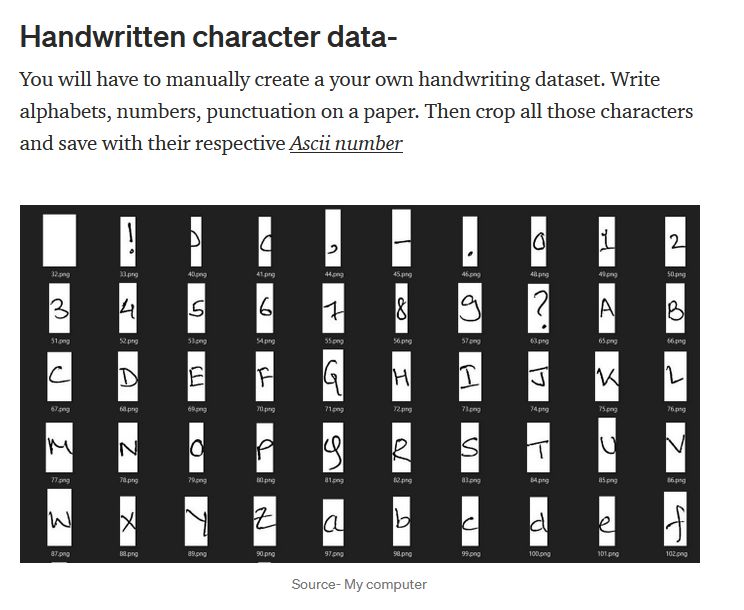 Handwritten character data-
You will have to manually create a your own handwriting dataset. Write
alphabets, numbers, punctuation on a paper. Then crop all those characters
and save with their respective Ascii number
! ) ( , - . 0 1 2
32.png 33.png 40.png 41.png 44.png 45.png 46.png 48.png 49.png 50.png
3 4 5 6 7 8 9 ? A B
51.png 52.png 53.png 54.png 55.png 56.png 57.png 63.png 65.png 66.png
C D E F G H I J K L
67.png 68.png 69.png 70.png 71.png 72.png 73.png 74.png 75.png 76.png
M N O P Q R S T U V
77.png 78.png 79.png 80.png 81.png 82.png 83.png 84.png 85.png 86.png
W X Y Z a b c d e f
87.png 88.png 89.png 90.png 97.png 98.png 99.png 100.png 101.png 102.png
Source- My computer